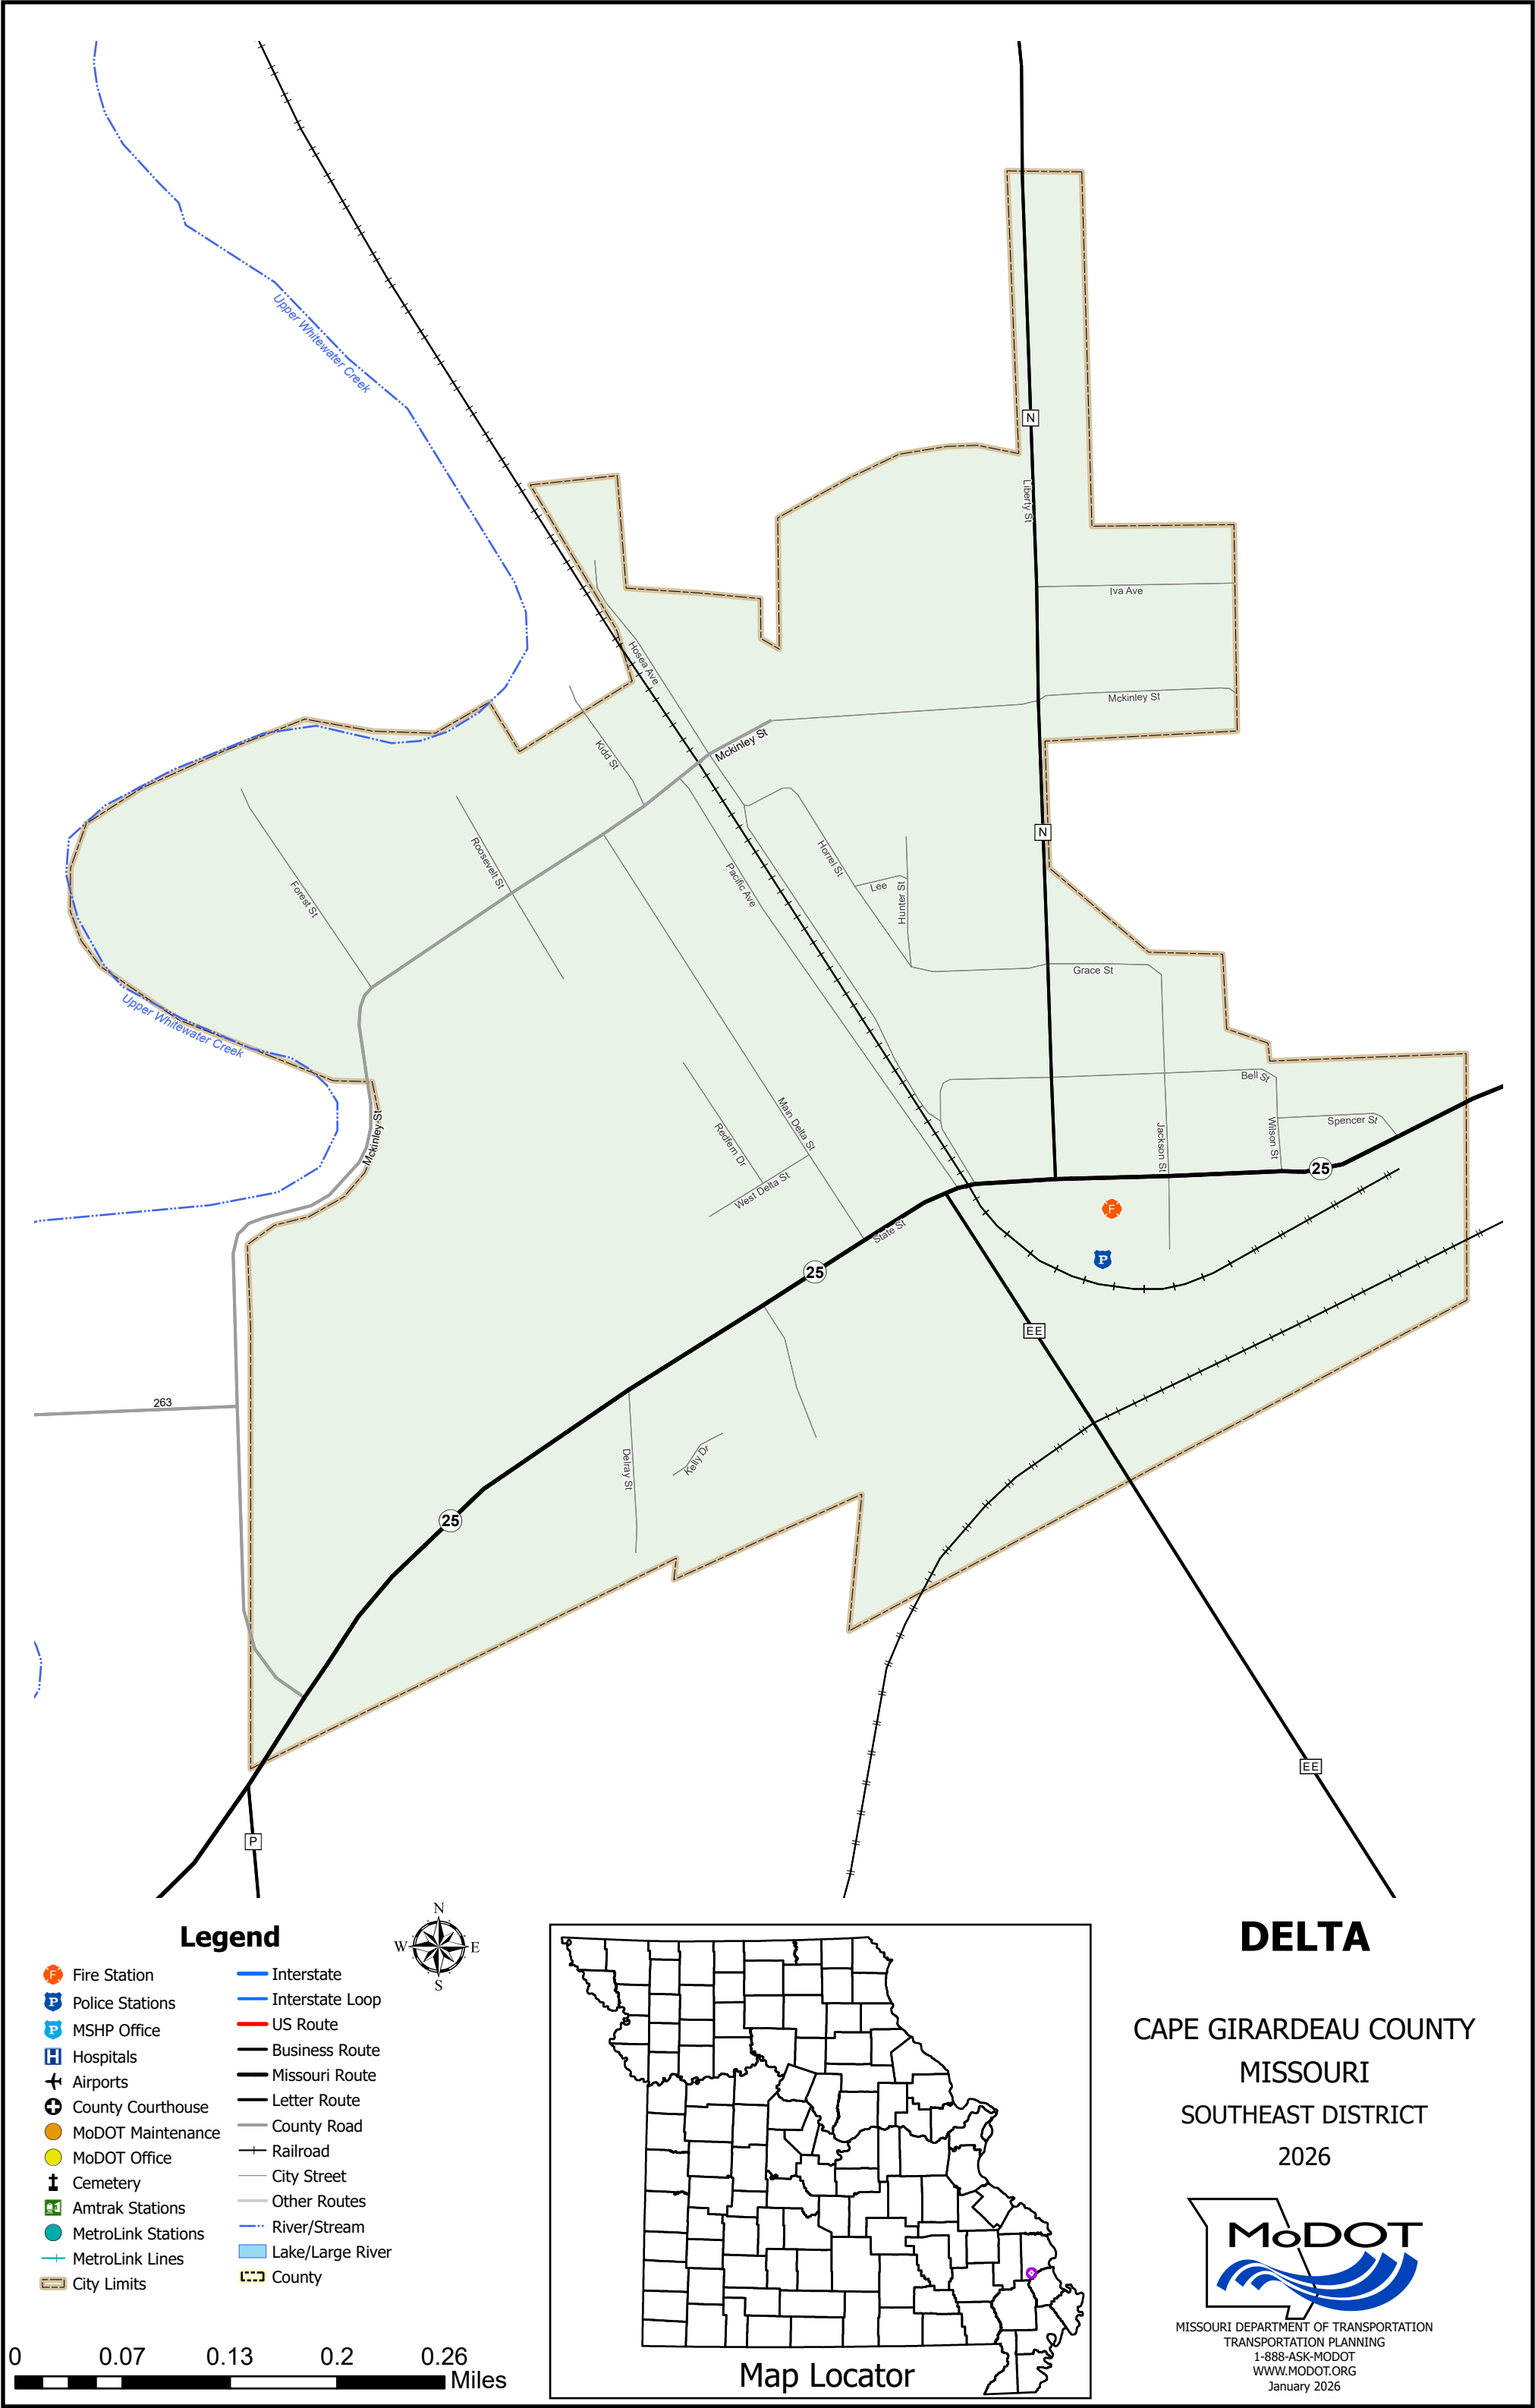 Upper Whitewater Creek
N
Liberty St
Iva Ave
Hosea Ave
Mckinley St
Mckinley St
Kidd St
N
Horrel St
Roosevelt St
Pacific Ave
Lee
Hunter St
Forest St
Grace St
Upper Whitewater Creek
Bell St
Main Delta St
Spencer St
Mckinley St
Redfern Dr
Jackson St
Wilson St
25
West Delta St
F
State St
P
25
EE
263
Delray St
Kelly Dr
25
EE
P
Legend
N
W E
S
F Fire Station
P Police Stations
P MSHP Office
H Hospitals
Airports
County Courthouse
MoDOT Maintenance
MoDOT Office
Cemetery
Amtrak Stations
MetroLink Stations
MetroLink Lines
City Limits
Interstate
Interstate Loop
US Route
Business Route
Missouri Route
Letter Route
County Road
Railroad
City Street
Other Routes
River/Stream
Lake/Large River
County
0 0.07 0.13 0.2 0.26
Miles
Map Locator
DELTA
CAPE GIRARDEAU COUNTY
MISSOURI
SOUTHEAST DISTRICT
2026
MoDOT
MISSOURI DEPARTMENT OF TRANSPORTATION
TRANSPORTATION PLANNING
1-888-ASK-MODOT
WWW.MODOT.ORG
January 2026